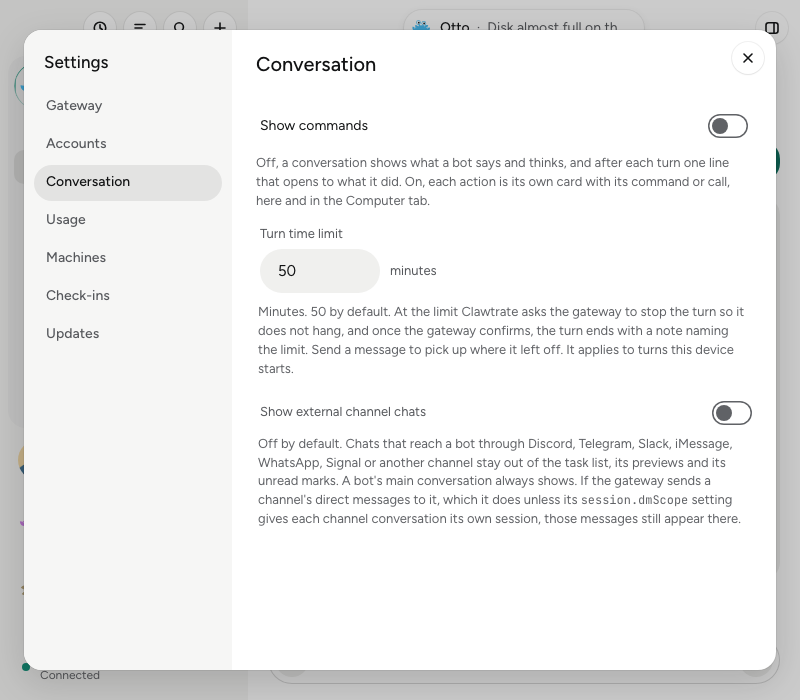 Otto · Disk almost full on th
Settings
Gateway
Accounts
Conversation
Usage
Machines
Check-ins
Updates
Connected
Conversation
Show commands
Off, a conversation shows what a bot says and thinks, and after each turn one line
that opens to what it did. On, each action is its own card with its command or call,
here and in the Computer tab.
Turn time limit
50 minutes
Minutes. 50 by default. At the limit Clawtrate asks the gateway to stop the turn so it
does not hang, and once the gateway confirms, the turn ends with a note naming
the limit. Send a message to pick up where it left off. It applies to turns this device
starts.
Show external channel chats
Off by default. Chats that reach a bot through Discord, Telegram, Slack, iMessage,
WhatsApp, Signal or another channel stay out of the task list, its previews and its
unread marks. A bot's main conversation always shows. If the gateway sends a
channel's direct messages to it, which it does unless its session.dmScope setting
gives each channel conversation its own session, those messages still appear there.